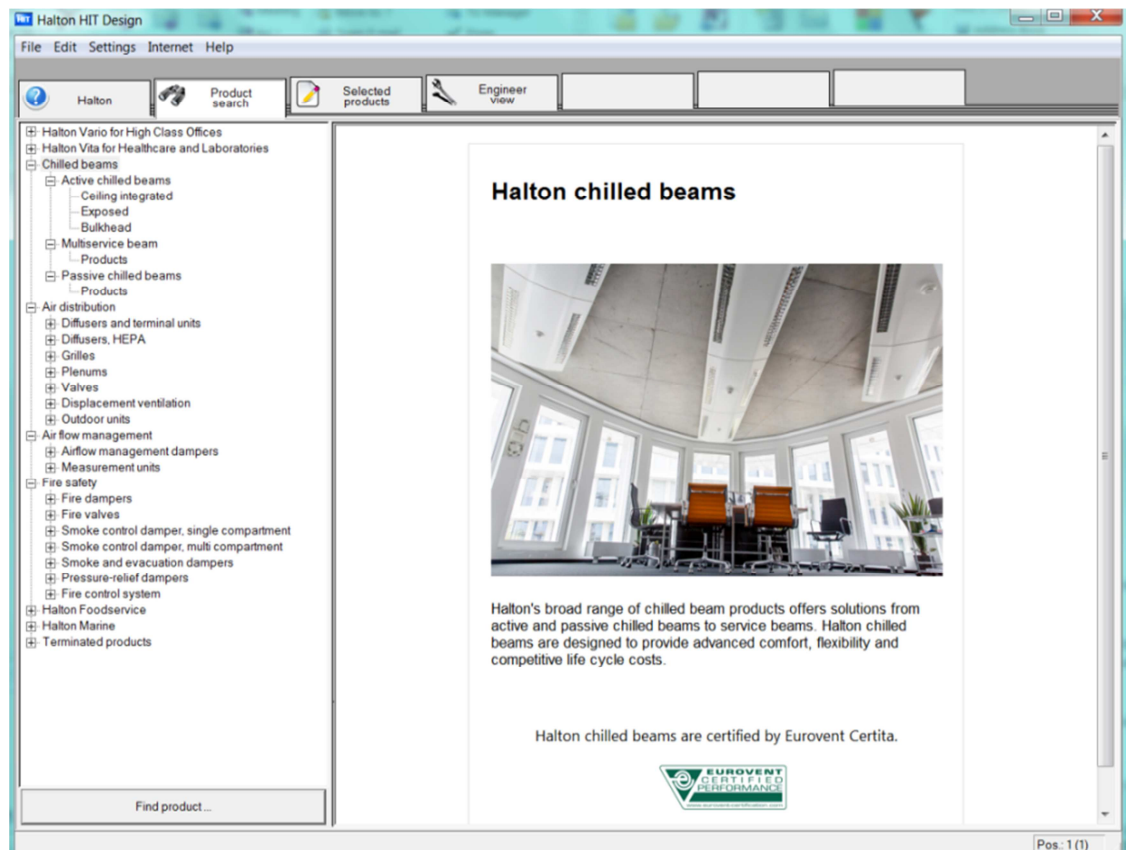 HIT Halton HIT Design
File Edit Settings Internet Help
Halton
Product
search
Selected
products
Engineer
view
Halton Vario for High Class Offices
Halton Vita for Healthcare and Laboratories
Chilled beams
Active chilled beams
Ceiling integrated
Exposed
Bulkhead
Multiservice beam
Products
Passive chilled beams
Products
Air distribution
Diffusers and terminal units
Diffusers, HEPA
Grilles
Plenums
Valves
Displacement ventilation
Outdoor units
Air flow management
Airflow management dampers
Measurement units
Fire safety
Fire dampers
Fire valves
Smoke control damper, single compartment
Smoke control damper, multi compartment
Smoke and evacuation dampers
Pressure-relief dampers
Fire control system
Halton Foodservice
Halton Marine
Terminated products
Find product ...
Halton chilled beams
Halton's broad range of chilled beam products offers solutions from
active and passive chilled beams to service beams. Halton chilled
beams are designed to provide advanced comfort, flexibility and
competitive life cycle costs.
Halton chilled beams are certified by Eurovent Certita.
EUROVENT
CERTIFIED
PERFORMANCE
www.eurovent-certification.com
Pos.: 1 (1)